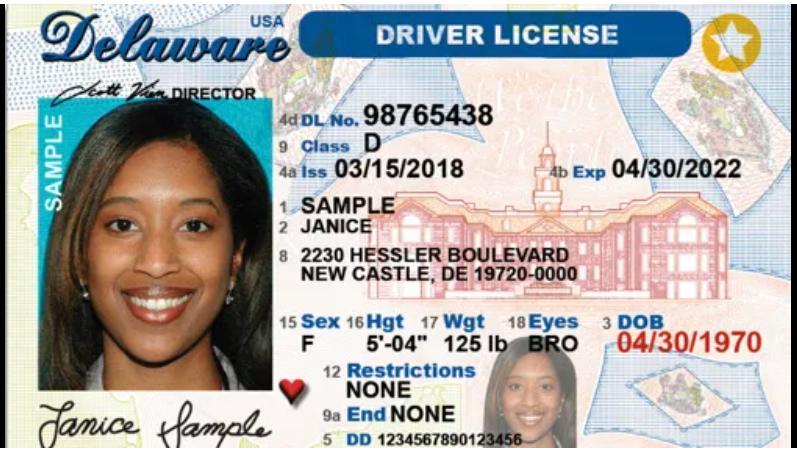 Delaware USA
DRIVER LICENSE
DIRECTOR
SAMPLE
4d DL No. 98765438
9 Class D
4a Iss 03/15/2018 4b Exp 04/30/2022
1 SAMPLE
2 JANICE
8 2230 HESSLER BOULEVARD
NEW CASTLE, DE 19720-0000
15 Sex 16 Hgt 17 Wgt 18 Eyes 3 DOB
F 5'-04" 125 lb BRO 04/30/1970
12 Restrictions
NONE
9a End NONE
5 DD 1234567890123456
Janice Sample
We the
People